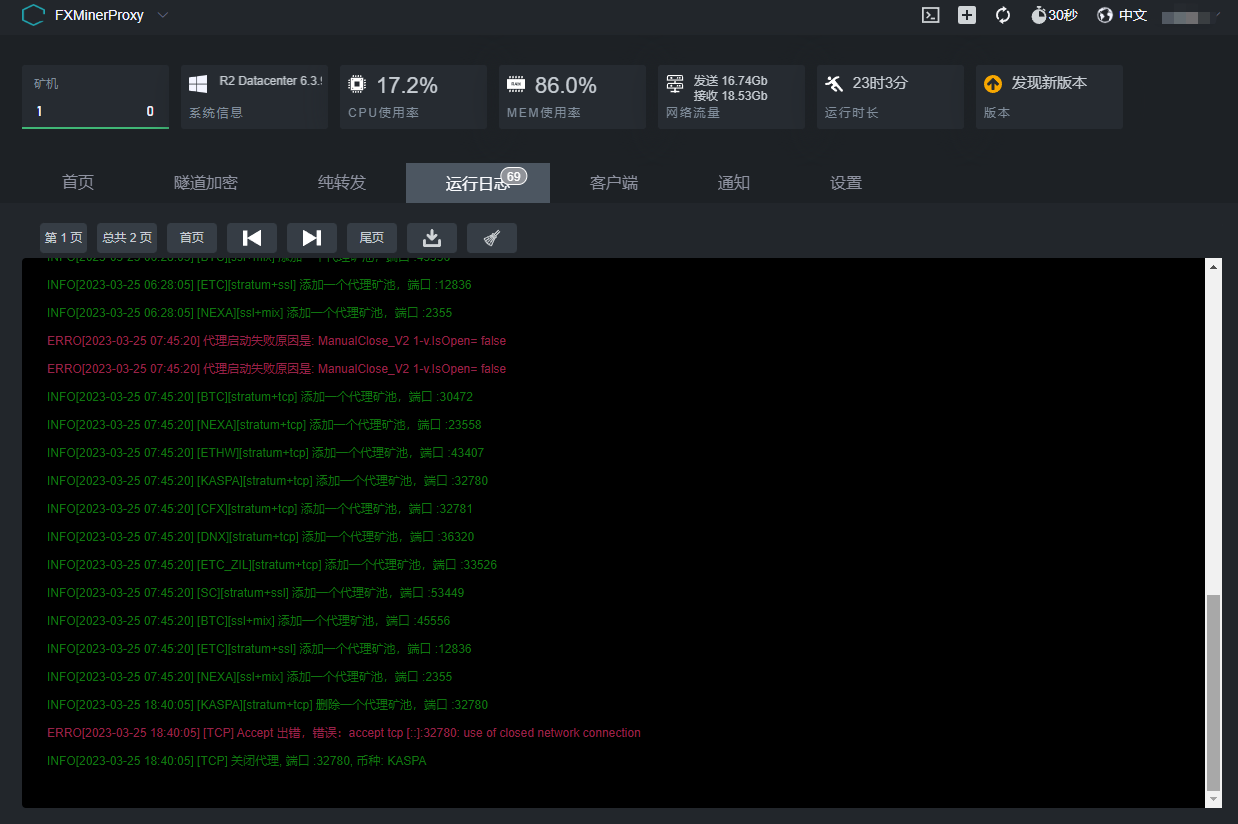 FXMinerProxy
30秒
中文
矿机
1 0
R2 Datacenter 6.3.
系统信息
17.2%
CPU使用率
RAM
86.0%
MEM使用率
发送 16.74Gb
接收 18.53Gb
网络流量
23时3分
运行时长
发现新版本
版本
首页 隧道加密 纯转发 运行日志 69 客户端 通知 设置
第 1 页 总共 2 页 首页 尾页
INFO[2023-03-25 06:28:05] [BTC][ssl+mix] 添加一个代理矿池，端口 :45556
INFO[2023-03-25 06:28:05] [ETC][stratum+ssl] 添加一个代理矿池，端口 :12836
INFO[2023-03-25 06:28:05] [NEXA][ssl+mix] 添加一个代理矿池，端口 :2355
ERRO[2023-03-25 07:45:20] 代理启动失败原因是: ManualClose_V2 1-v.IsOpen= false
ERRO[2023-03-25 07:45:20] 代理启动失败原因是: ManualClose_V2 1-v.IsOpen= false
INFO[2023-03-25 07:45:20] [BTC][stratum+tcp] 添加一个代理矿池，端口 :30472
INFO[2023-03-25 07:45:20] [NEXA][stratum+tcp] 添加一个代理矿池，端口 :23558
INFO[2023-03-25 07:45:20] [ETHW][stratum+tcp] 添加一个代理矿池，端口 :43407
INFO[2023-03-25 07:45:20] [KASPA][stratum+tcp] 添加一个代理矿池，端口 :32780
INFO[2023-03-25 07:45:20] [CFX][stratum+tcp] 添加一个代理矿池，端口 :32781
INFO[2023-03-25 07:45:20] [DNX][stratum+tcp] 添加一个代理矿池，端口 :36320
INFO[2023-03-25 07:45:20] [ETC_ZIL][stratum+tcp] 添加一个代理矿池，端口 :33526
INFO[2023-03-25 07:45:20] [SC][stratum+ssl] 添加一个代理矿池，端口 :53449
INFO[2023-03-25 07:45:20] [BTC][ssl+mix] 添加一个代理矿池，端口 :45556
INFO[2023-03-25 07:45:20] [ETC][stratum+ssl] 添加一个代理矿池，端口 :12836
INFO[2023-03-25 07:45:20] [NEXA][ssl+mix] 添加一个代理矿池，端口 :2355
INFO[2023-03-25 18:40:05] [KASPA][stratum+tcp] 删除一个代理矿池，端口 :32780
ERRO[2023-03-25 18:40:05] [TCP] Accept 出错，错误：accept tcp [::]:32780: use of closed network connection
INFO[2023-03-25 18:40:05] [TCP] 关闭代理, 端口 :32780, 币种: KASPA